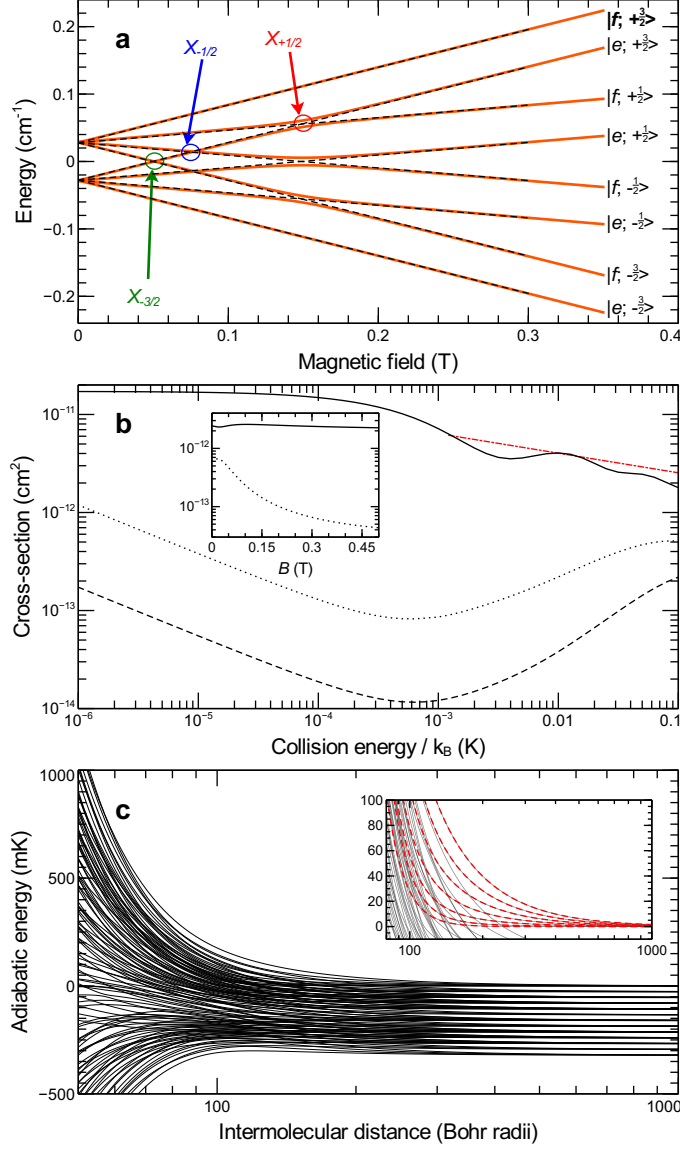 a
X+1/2
X-1/2
X-3/2
|f; +3/2>
|e; +3/2>
|f; +1/2>
|e; +1/2>
|f; -1/2>
|e; -1/2>
|f; -3/2>
|e; -3/2>
Energy (cm⁻¹)
0.2
0.1
0
−0.1
−0.2
0 0.1 0.2 0.3 0.4
Magnetic field (T)
b
Cross-section (cm²)
10⁻¹¹
10⁻¹²
10⁻¹³
10⁻¹⁴
10⁻¹²
10⁻¹³
0 0.15 0.3 0.45
B (T)
10⁻⁶ 10⁻⁵ 10⁻⁴ 10⁻³ 0.01 0.1
Collision energy / k_B (K)
c
Adiabatic energy (mK)
1000
500
0
−500
100
80
60
40
20
0
100 1000
100 1000
Intermolecular distance (Bohr radii)